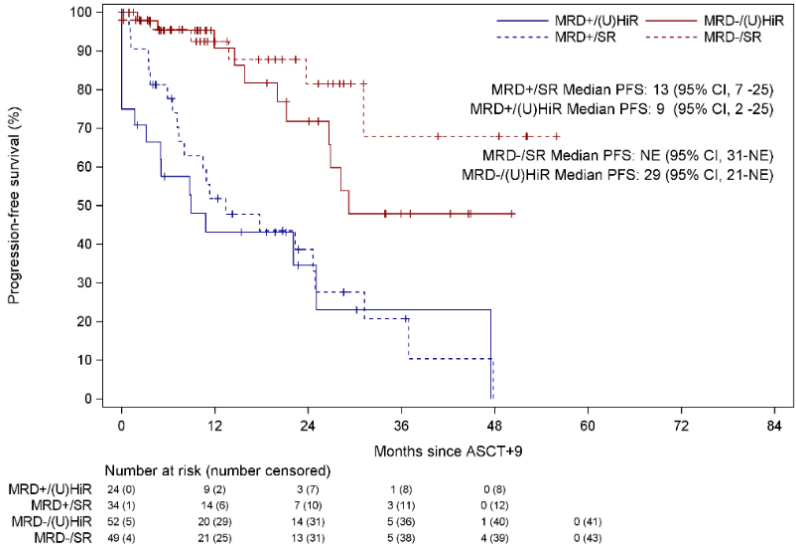 MRD+/(U)HiR MRD-/(U)HiR
MRD+/SR MRD-/SR
100
90
80
70
60
50
40
30
20
10
0
Progression-free survival (%)
MRD+/SR Median PFS: 13 (95% CI, 7 -25)
MRD+/(U)HiR Median PFS: 9 (95% CI, 2 -25)
MRD-/SR Median PFS: NE (95% CI, 31-NE)
MRD-/(U)HiR Median PFS: 29 (95% CI, 21-NE)
0 12 24 36 48 60 72 84
Months since ASCT+9
Number at risk (number censored)
MRD+/(U)HiR 24 (0) 9 (2) 3 (7) 1 (8) 0 (8)
MRD+/SR 34 (1) 14 (6) 7 (10) 3 (11) 0 (12)
MRD-/(U)HiR 52 (5) 20 (29) 14 (31) 5 (36) 1 (40) 0 (41)
MRD-/SR 49 (4) 21 (25) 13 (31) 5 (38) 4 (39) 0 (43)